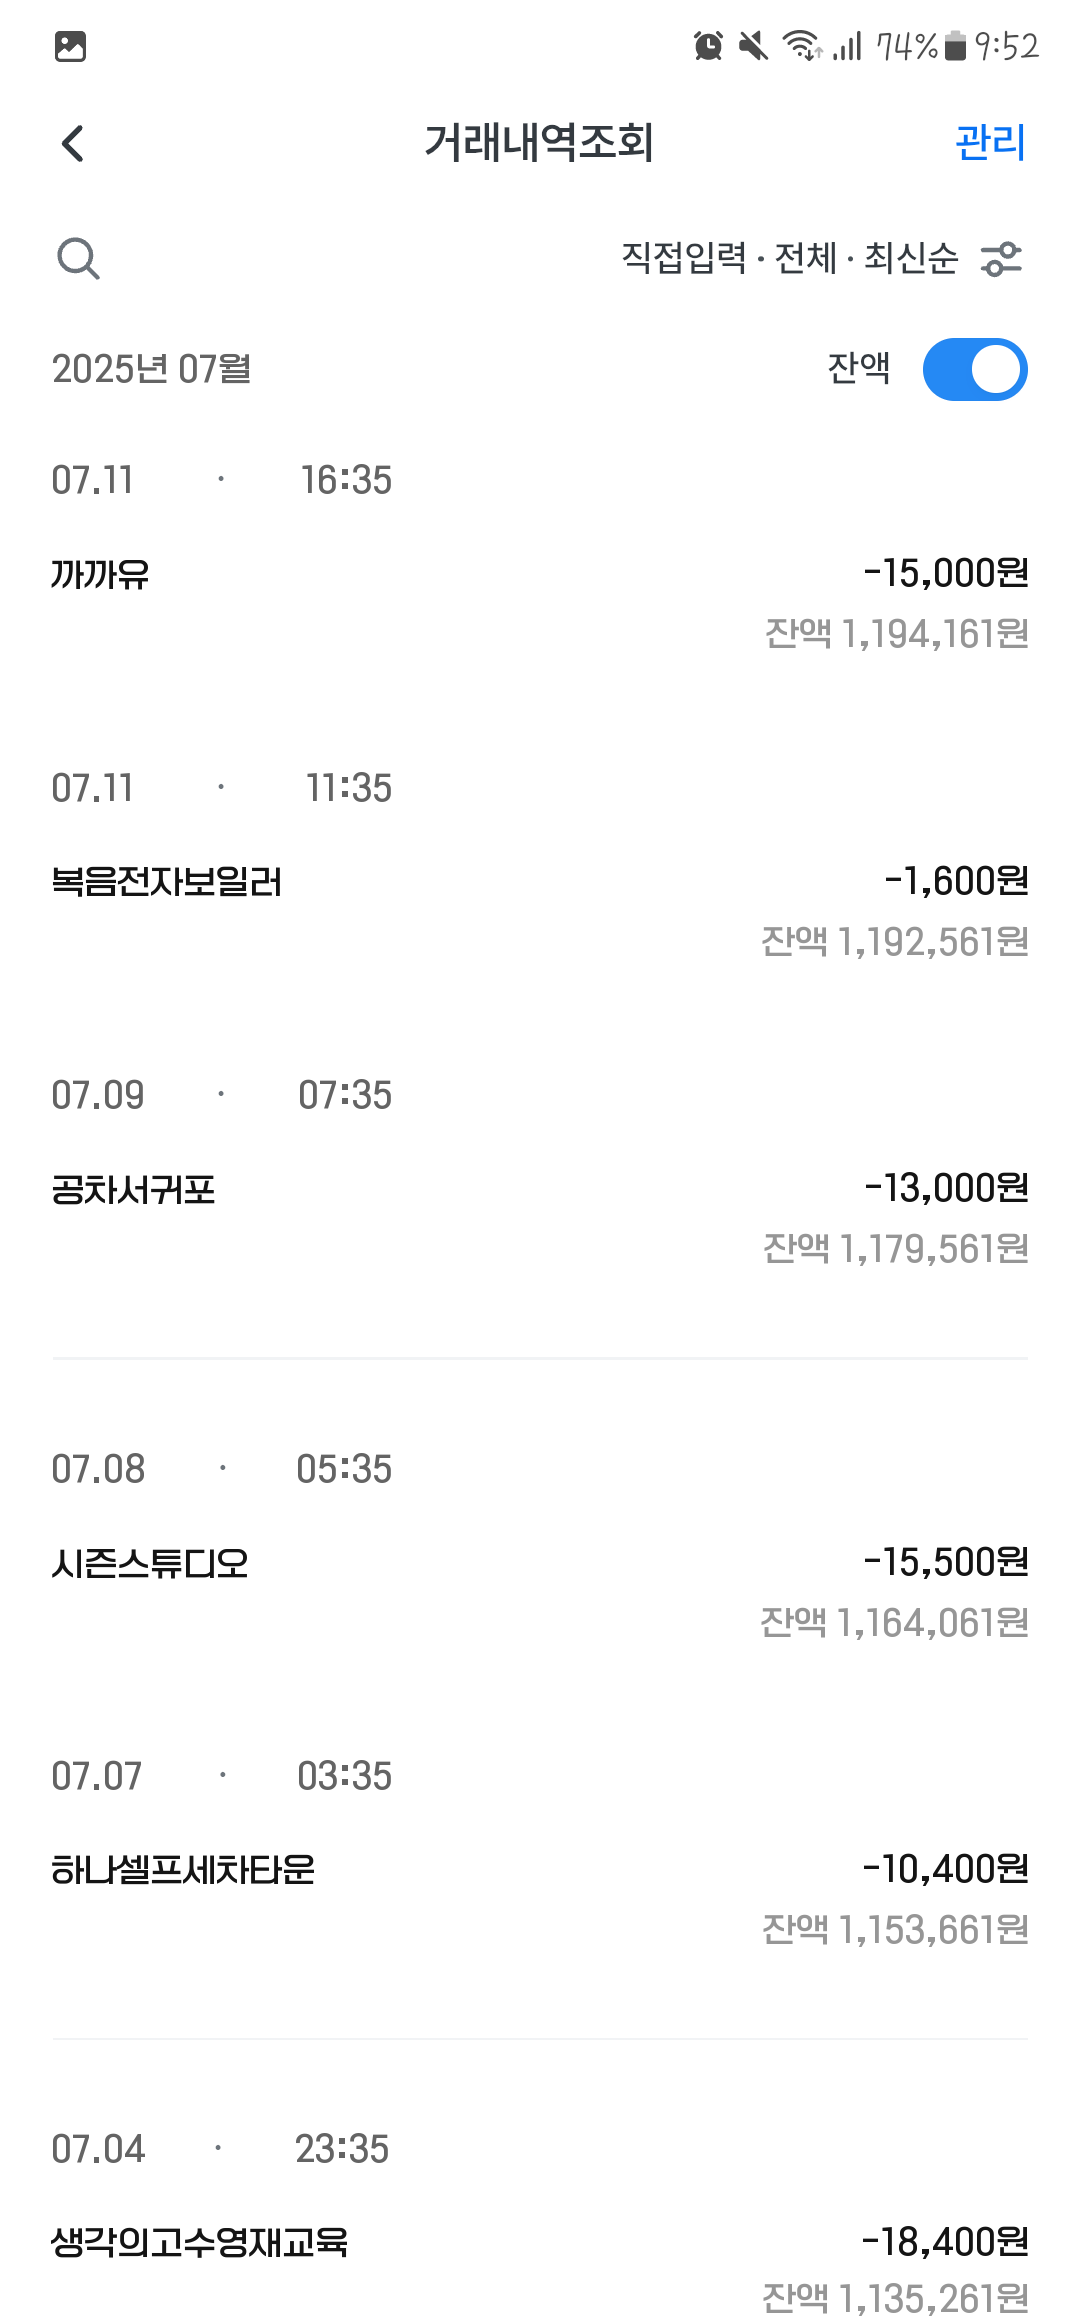 74% 9:52
거래내역조회 관리
직접입력 · 전체 · 최신순
2025년 07월 잔액
07.11 · 16:35
까까유 -15,000원
잔액 1,194,161원
07.11 · 11:35
복음전자보일러 -1,600원
잔액 1,192,561원
07.09 · 07:35
공차서귀포 -13,000원
잔액 1,179,561원
07.08 · 05:35
시즌스튜디오 -15,500원
잔액 1,164,061원
07.07 · 03:35
하나셀프세차타운 -10,400원
잔액 1,153,661원
07.04 · 23:35
생각의고수영재교육 -18,400원
잔액 1,135,261원